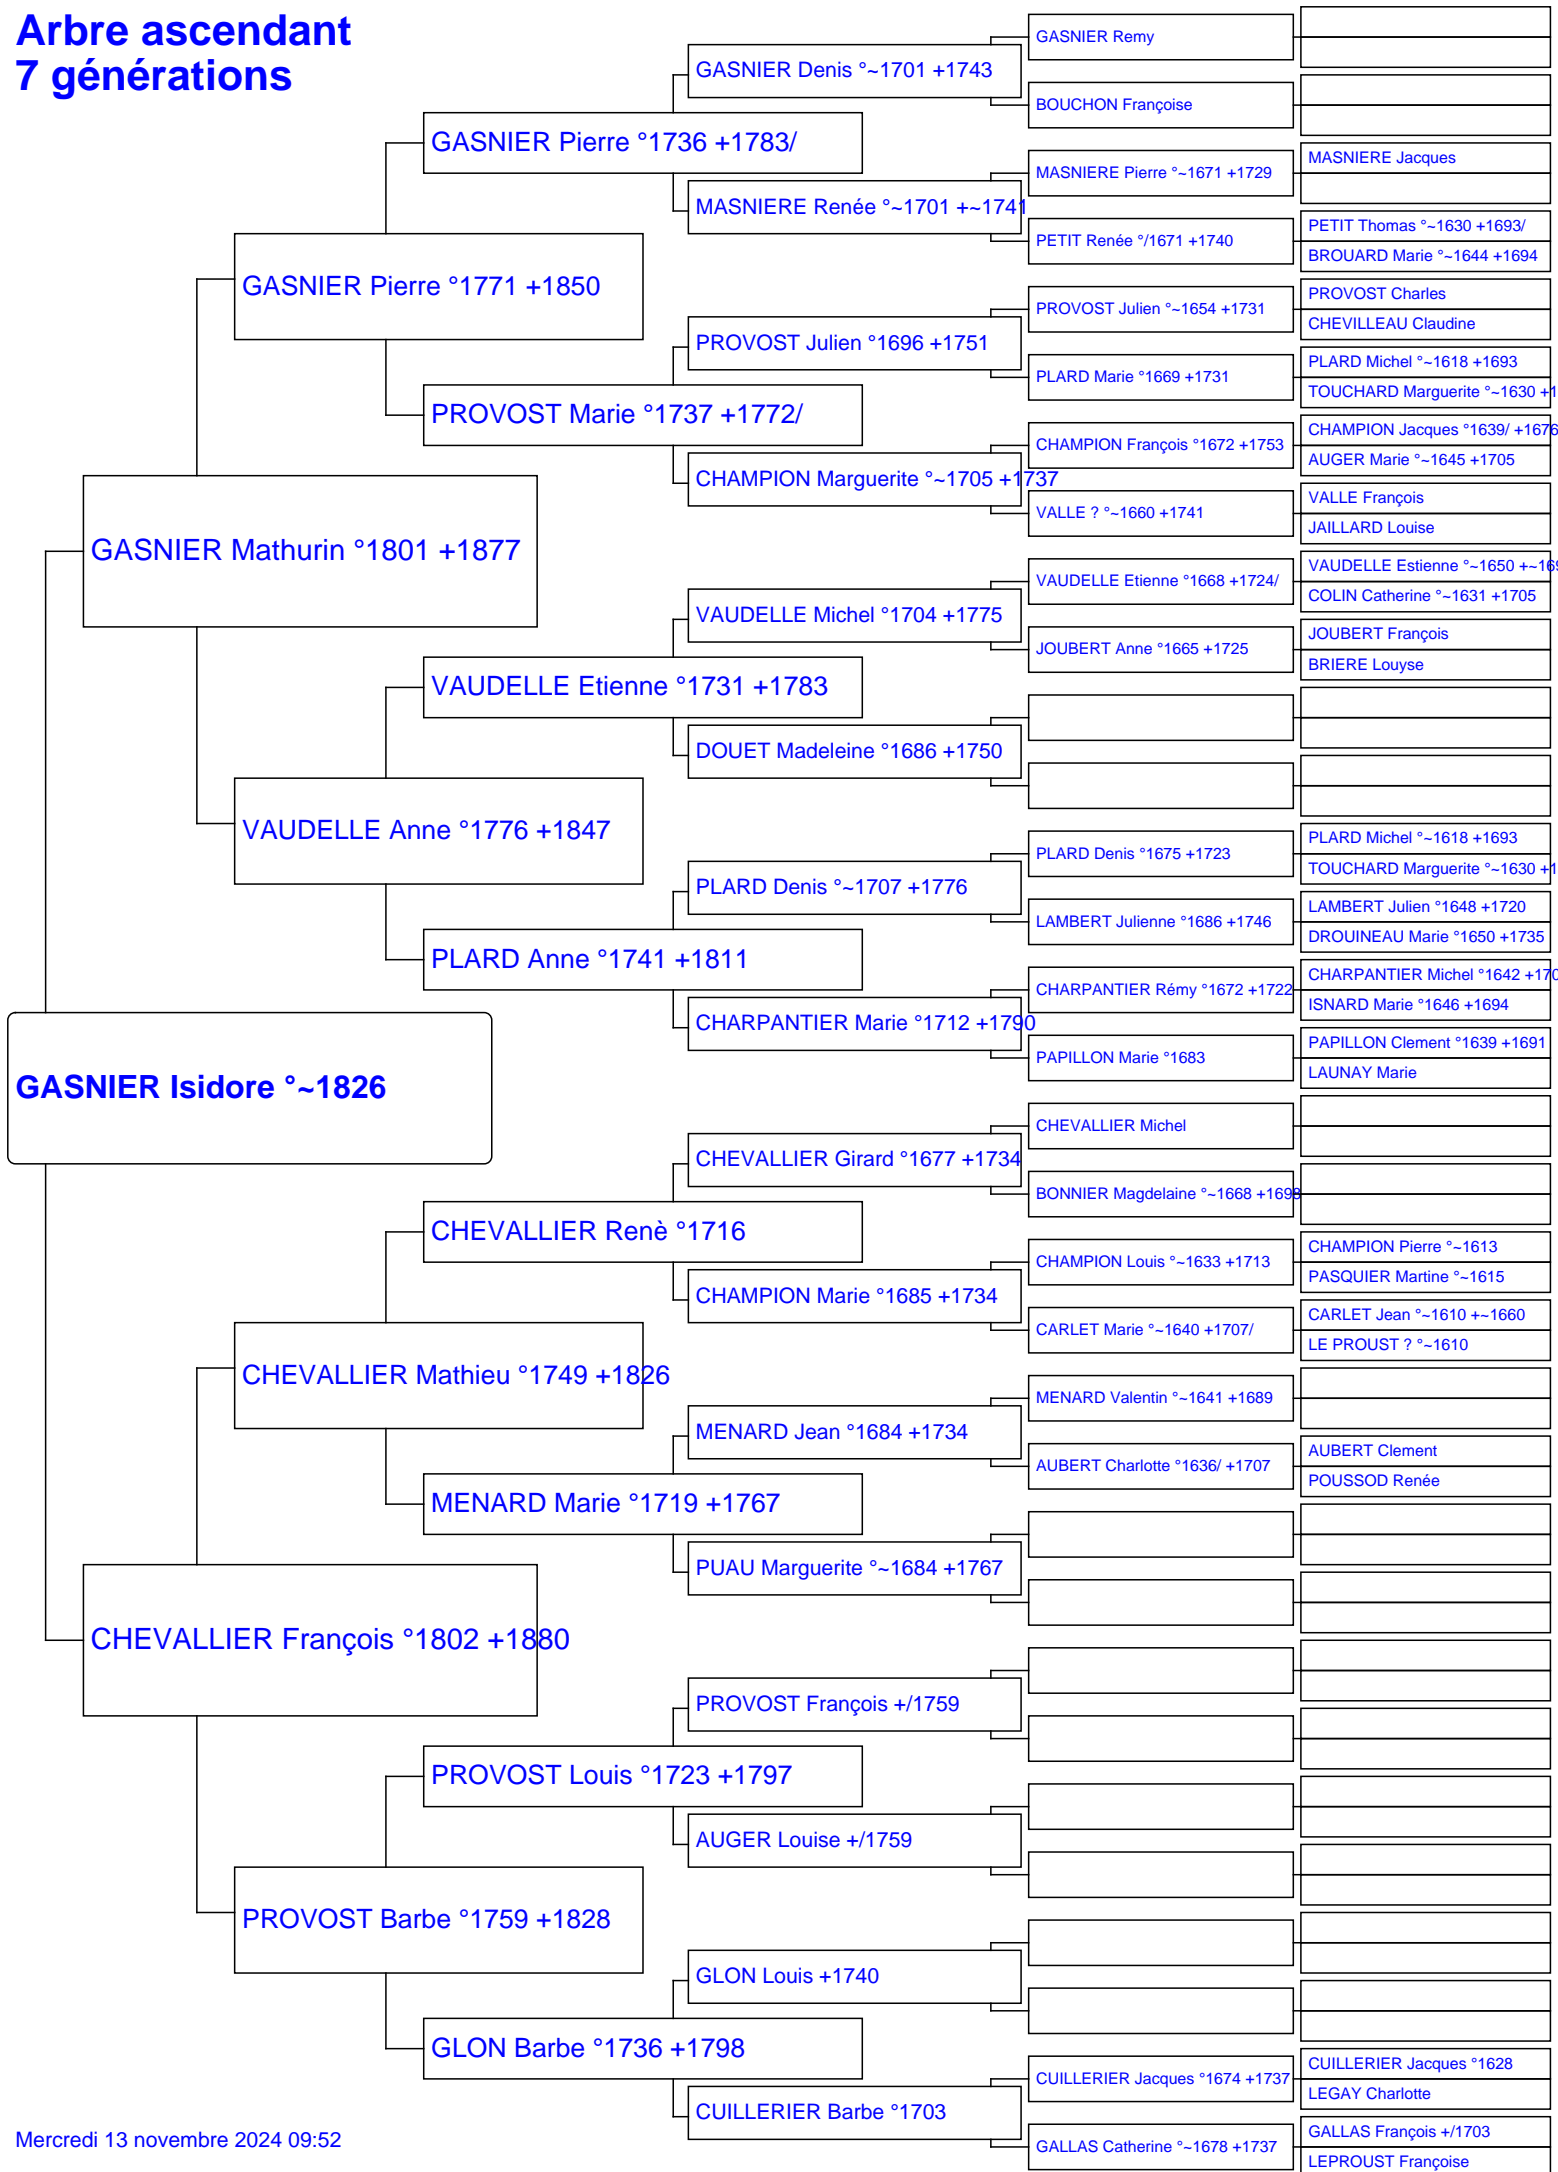 Arbre ascendant
7 générations
GASNIER Remy
GASNIER Denis °~1701 +1743
BOUCHON Françoise
GASNIER Pierre °1736 +1783/
MASNIERE Jacques
MASNIERE Pierre °~1671 +1729
MASNIERE Renée °~1701 +~1741
PETIT Thomas °~1630 +1693/
PETIT Renée °/1671 +1740
BROUARD Marie °~1644 +1694
GASNIER Pierre °1771 +1850
PROVOST Charles
PROVOST Julien °~1654 +1731
CHEVILLEAU Claudine
PROVOST Julien °1696 +1751
PLARD Michel °~1618 +1693
PLARD Marie °1669 +1731
TOUCHARD Marguerite °~1630 +1
PROVOST Marie °1737 +1772/
CHAMPION Jacques °1639/ +1676
CHAMPION François °1672 +1753
AUGER Marie °~1645 +1705
CHAMPION Marguerite °~1705 +1737
VALLE François
VALLE ? °~1660 +1741
JAILLARD Louise
GASNIER Mathurin °1801 +1877
VAUDELLE Estienne °~1650 +~169
VAUDELLE Etienne °1668 +1724/
COLIN Catherine °~1631 +1705
VAUDELLE Michel °1704 +1775
JOUBERT François
JOUBERT Anne °1665 +1725
BRIERE Louyse
VAUDELLE Etienne °1731 +1783
DOUET Madeleine °1686 +1750
VAUDELLE Anne °1776 +1847
PLARD Michel °~1618 +1693
PLARD Denis °1675 +1723
TOUCHARD Marguerite °~1630 +1
PLARD Denis °~1707 +1776
LAMBERT Julien °1648 +1720
LAMBERT Julienne °1686 +1746
DROUINEAU Marie °1650 +1735
PLARD Anne °1741 +1811
CHARPANTIER Michel °1642 +170
CHARPANTIER Rémy °1672 +1722
ISNARD Marie °1646 +1694
CHARPANTIER Marie °1712 +1790
PAPILLON Clement °1639 +1691
PAPILLON Marie °1683
LAUNAY Marie
GASNIER Isidore °~1826
CHEVALLIER Michel
CHEVALLIER Girard °1677 +1734
BONNIER Magdelaine °~1668 +1698
CHEVALLIER Renè °1716
CHAMPION Pierre °~1613
CHAMPION Louis °~1633 +1713
PASQUIER Martine °~1615
CHAMPION Marie °1685 +1734
CARLET Jean °~1610 +~1660
CARLET Marie °~1640 +1707/
LE PROUST ? °~1610
CHEVALLIER Mathieu °1749 +1826
MENARD Valentin °~1641 +1689
MENARD Jean °1684 +1734
AUBERT Clement
AUBERT Charlotte °1636/ +1707
POUSSOD Renée
MENARD Marie °1719 +1767
PUAU Marguerite °~1684 +1767
CHEVALLIER François °1802 +1880
PROVOST François +/1759
PROVOST Louis °1723 +1797
AUGER Louise +/1759
PROVOST Barbe °1759 +1828
GLON Louis +1740
GLON Barbe °1736 +1798
CUILLERIER Jacques °1628
CUILLERIER Jacques °1674 +1737
LEGAY Charlotte
CUILLERIER Barbe °1703
GALLAS François +/1703
GALLAS Catherine °~1678 +1737
LEPROUST Françoise
Mercredi 13 novembre 2024 09:52